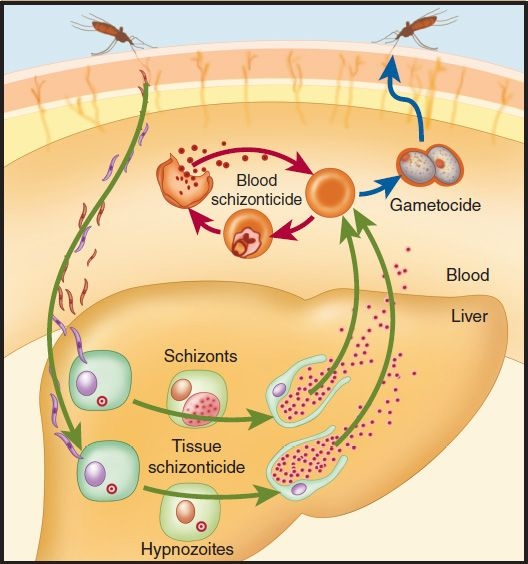 Blood
schizonticide
Gametocide
Blood
Liver
Schizonts
Tissue
schizonticide
Hypnozoites